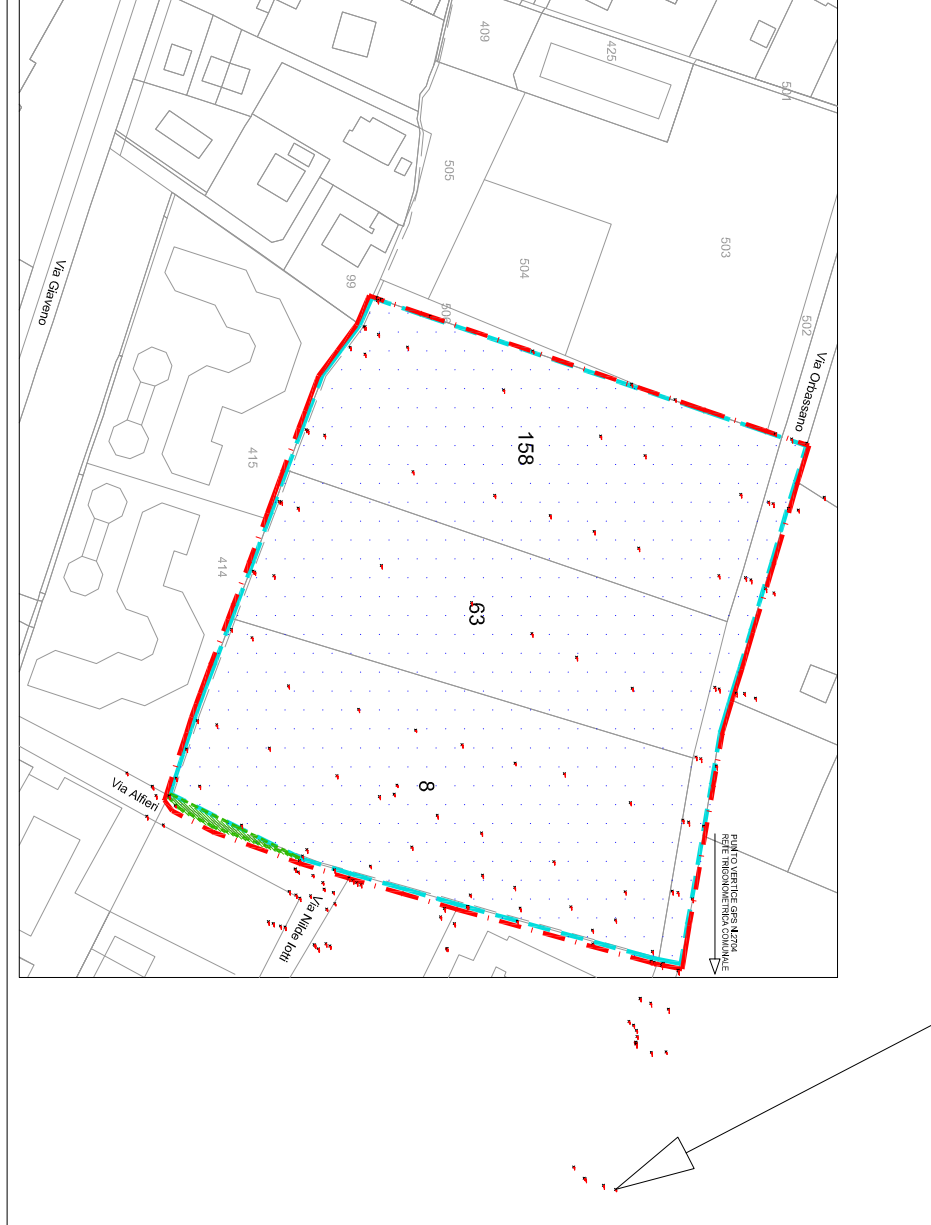 409
425
501
505
503
504
99
506
502
Via Giaveno
Via Orbassano
158
415
414
63
8
Via Alfieri
Via Nilde Iotti
PUNTO VERTICE GPS N.2704
RETE TRIGONOMETRICA COMUNALE